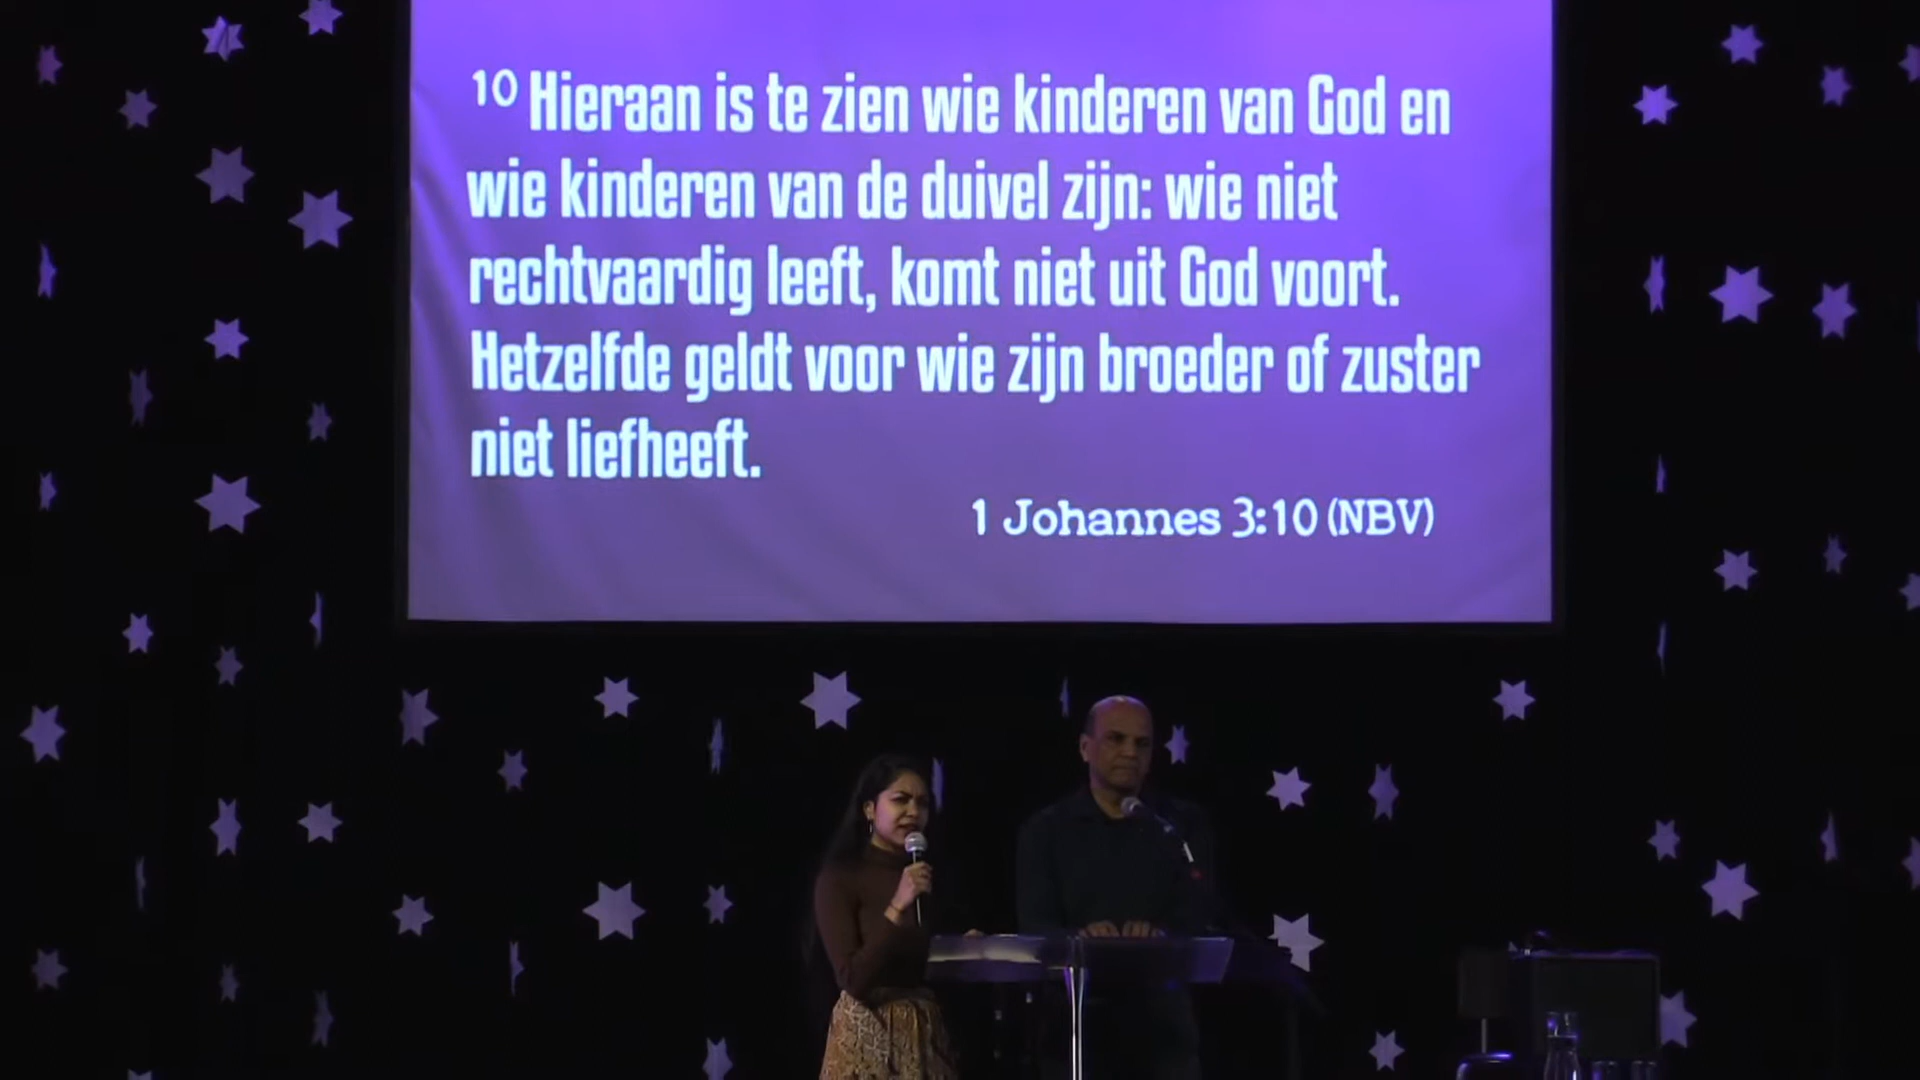 10 Hieraan is te zien wie kinderen van God en
wie kinderen van de duivel zijn: wie niet
rechtvaardig leeft, komt niet uit God voort.
Hetzelfde geldt voor wie zijn broeder of zuster
niet liefheeft.
1 Johannes 3:10 (NBV)